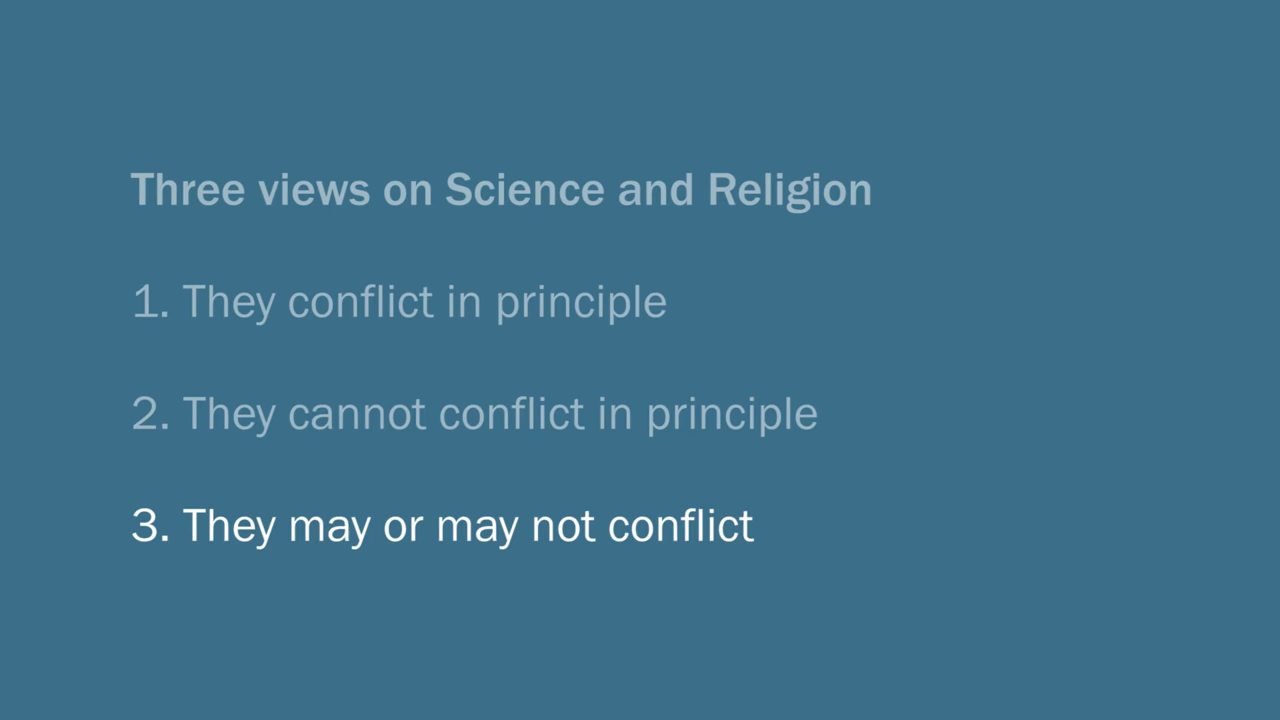 Three views on Science and Religion
1. They conflict in principle
2. They cannot conflict in principle
3. They may or may not conflict